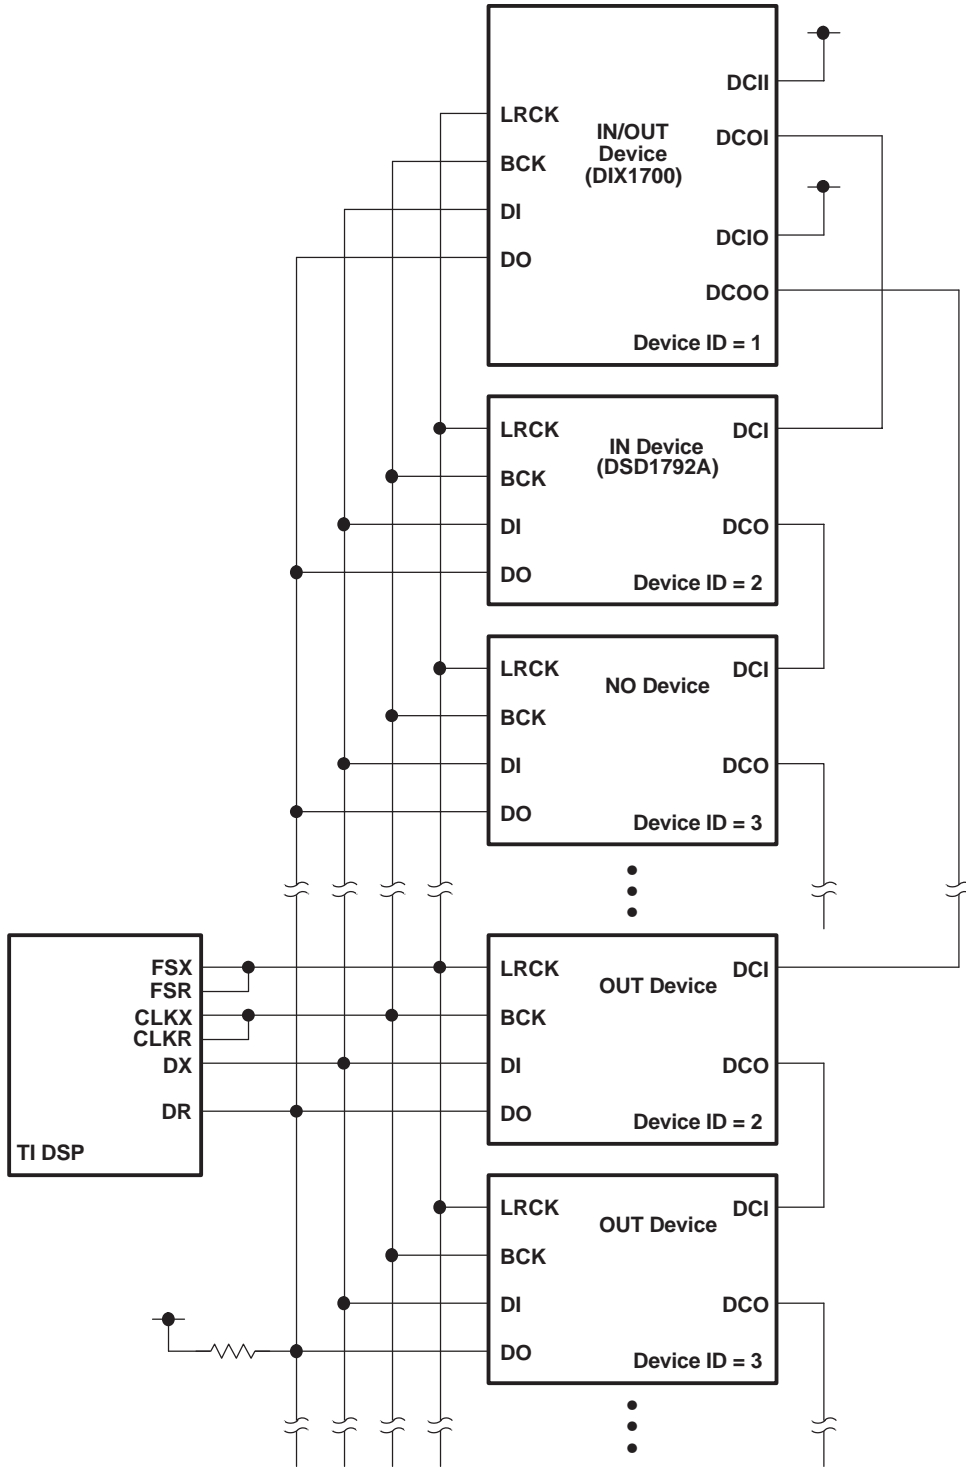 LRCK
BCK
DI
DO
IN/OUT
Device
(DIX1700)
DCII
DCOI
DCIO
DCOO
Device ID = 1
LRCK
BCK
DI
DO
IN Device
(DSD1792A)
DCI
DCO
Device ID = 2
LRCK
BCK
DI
DO
NO Device
DCI
DCO
Device ID = 3
FSX
FSR
CLKX
CLKR
DX
DR
TI DSP
LRCK
BCK
DI
DO
OUT Device
DCI
DCO
Device ID = 2
LRCK
BCK
DI
DO
OUT Device
DCI
DCO
Device ID = 3